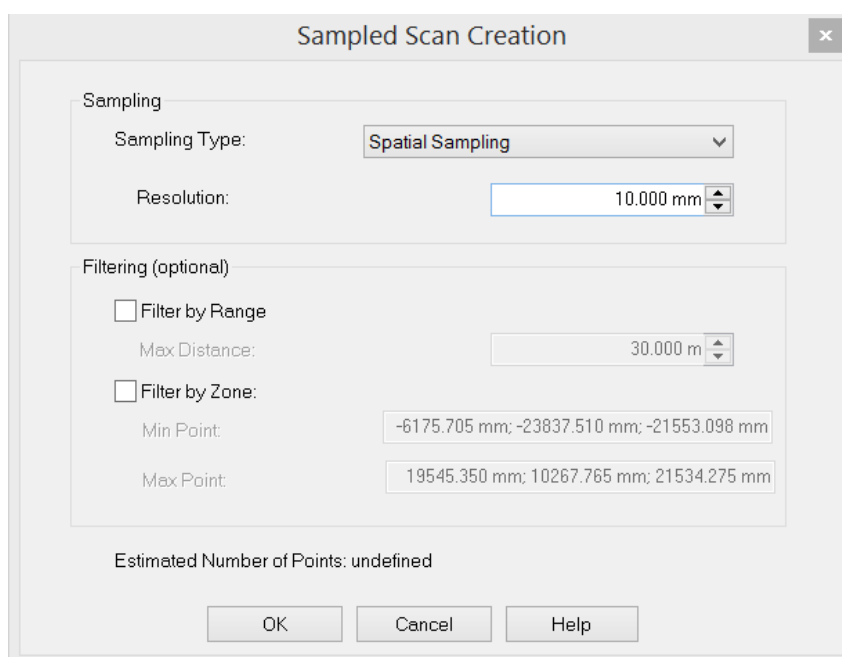 Sampled Scan Creation
x
Sampling
Sampling Type:
Spatial Sampling
Resolution:
10.000 mm
Filtering (optional)
Filter by Range
Max Distance:
30.000 m
Filter by Zone:
Min Point:
-6175.705 mm; -23837.510 mm; -21553.098 mm
Max Point:
19545.350 mm; 10267.765 mm; 21534.275 mm
Estimated Number of Points: undefined
OK
Cancel
Help